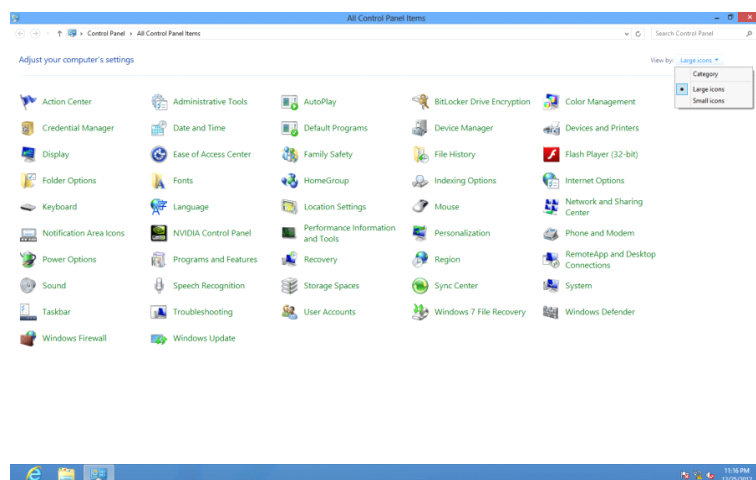 All Control Panel Items
Control Panel All Control Panel Items
Search Control Panel
Adjust your computer's settings
View by: Large icons
Category
Large icons
Small icons
Action Center
Administrative Tools
AutoPlay
BitLocker Drive Encryption
Color Management
Credential Manager
Date and Time
Default Programs
Device Manager
Devices and Printers
Display
Ease of Access Center
Family Safety
File History
Flash Player (32-bit)
Folder Options
Fonts
HomeGroup
Indexing Options
Internet Options
Keyboard
Language
Location Settings
Mouse
Network and Sharing
Center
Notification Area Icons
NVIDIA Control Panel
Performance Information
and Tools
Personalization
Phone and Modem
Power Options
Programs and Features
Recovery
Region
RemoteApp and Desktop
Connections
Sound
Speech Recognition
Storage Spaces
Sync Center
System
Taskbar
Troubleshooting
User Accounts
Windows 7 File Recovery
Windows Defender
Windows Firewall
Windows Update
11:16 PM